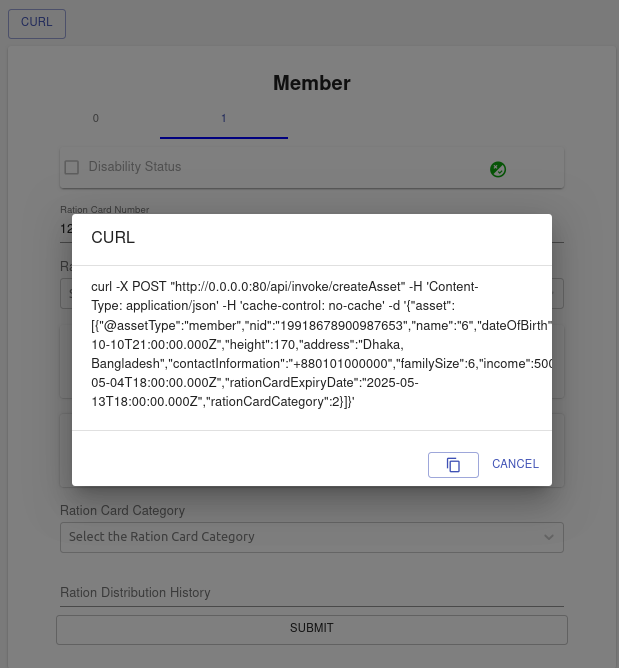 CURL
Member
0
1
Disability Status
Ration Card Number
12
Ra
CURL
curl -X POST "http://0.0.0.0:80/api/invoke/createAsset" -H 'Content-
Type: application/json' -H 'cache-control: no-cache' -d '{"asset":
[{"@assetType":"member","nid":"19918678900987653","name":"6","dateOfBirth"
10-10T21:00:00.000Z","height":170,"address":"Dhaka,
Bangladesh","contactInformation":"+880101000000","familySize":6,"income":500
05-04T18:00:00.000Z","rationCardExpiryDate":"2025-05-
13T18:00:00.000Z","rationCardCategory":2}]}'
CANCEL
Ration Card Category
Select the Ration Card Category
Ration Distribution History
SUBMIT